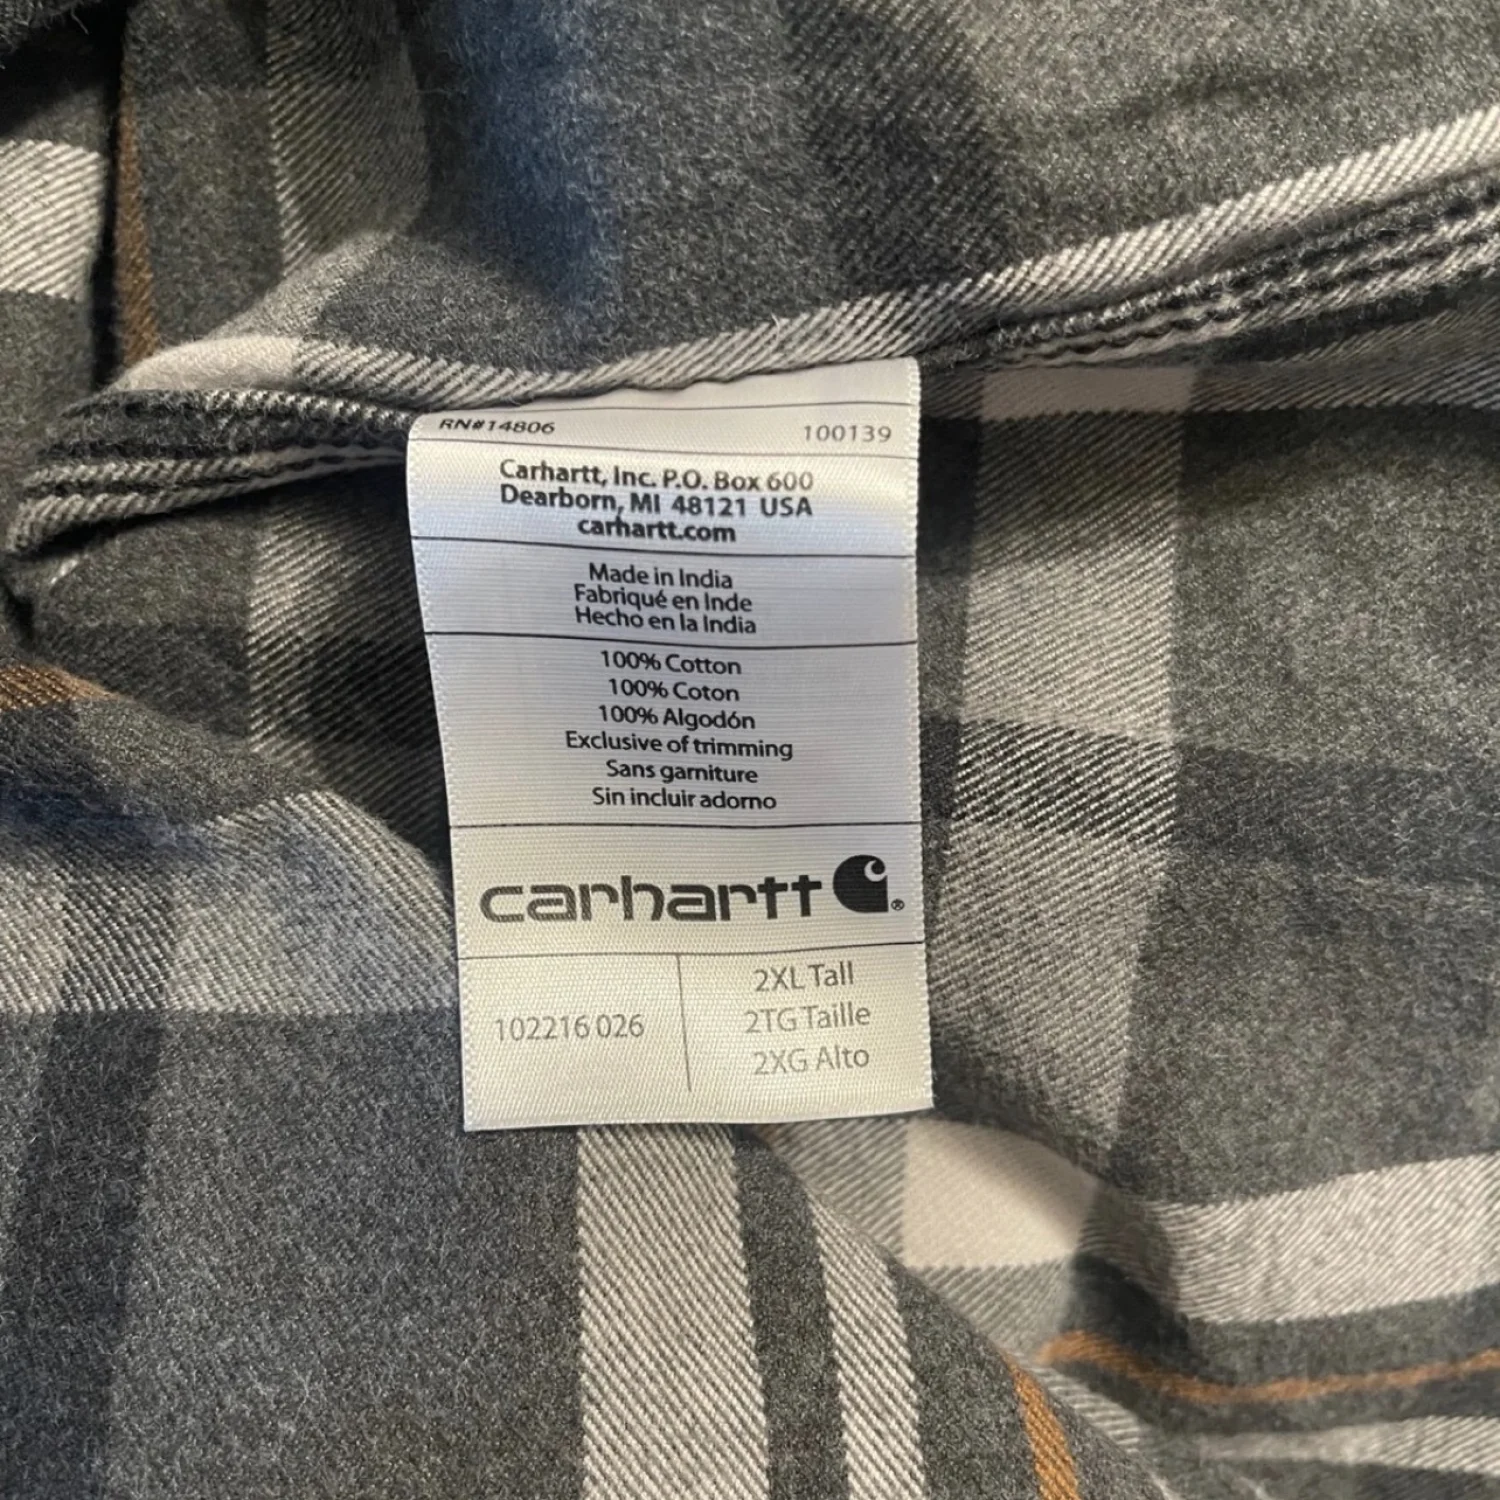 RN#14806 100139
Carhartt, Inc. P.O. Box 600
Dearborn, MI 48121 USA
carhartt.com
Made in India
Fabriqué en Inde
Hecho en la India
100% Cotton
100% Coton
100% Algodón
Exclusive of trimming
Sans garniture
Sin incluir adorno
carhartt ®
102216 026
2XL Tall
2TG Taille
2XG Alto